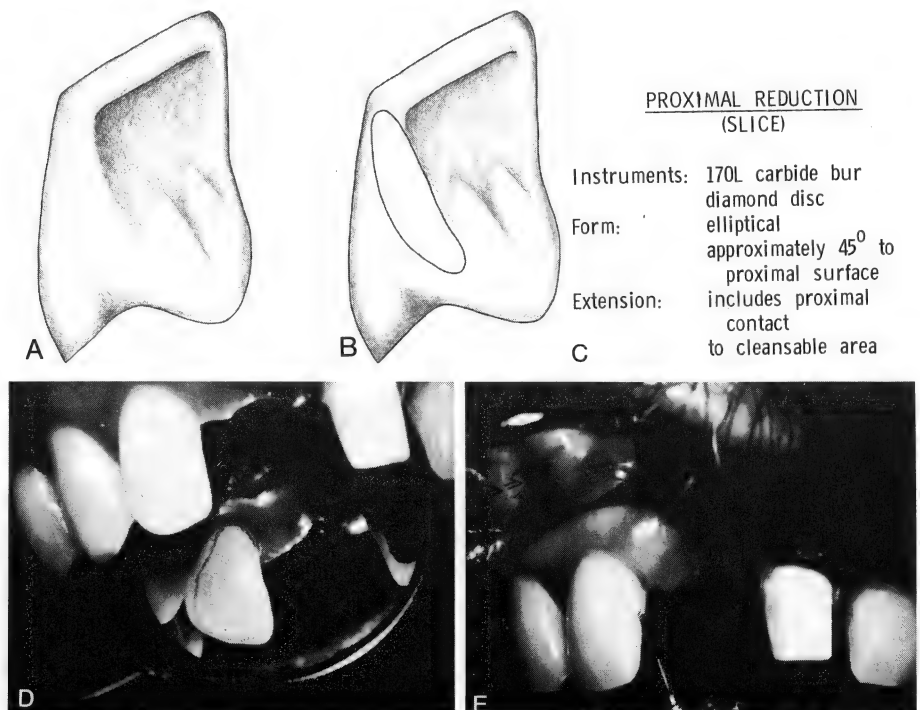 PROXIMAL REDUCTION
(SLICE)
Instruments: 170L carbide bur
diamond disc
Form: elliptical
approximately 45° to
proximal surface
Extension: includes proximal
contact
to cleansable area
A
B
C
D
E